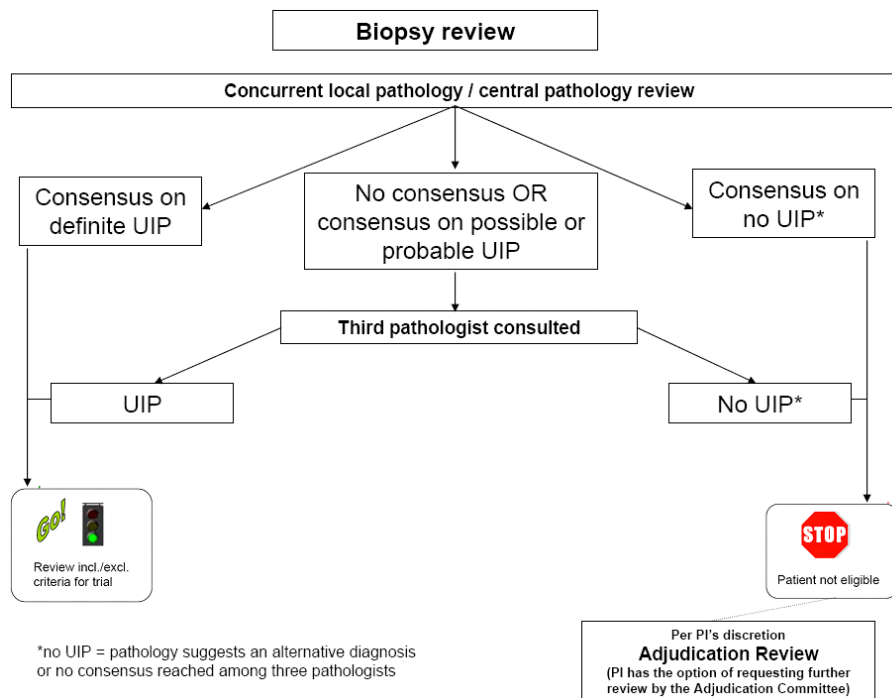 Biopsy review
Concurrent local pathology / central pathology review
Consensus on
definite UIP
No consensus OR
consensus on possible or
probable UIP
Consensus on
no UIP*
Third pathologist consulted
UIP
No UIP*
GO!
Review incl./excl.
criteria for trial
STOP
Patient not eligible
*no UIP = pathology suggests an alternative diagnosis
or no consensus reached among three pathologists
Per PI's discretion
Adjudication Review
(PI has the option of requesting further
review by the Adjudication Committee)